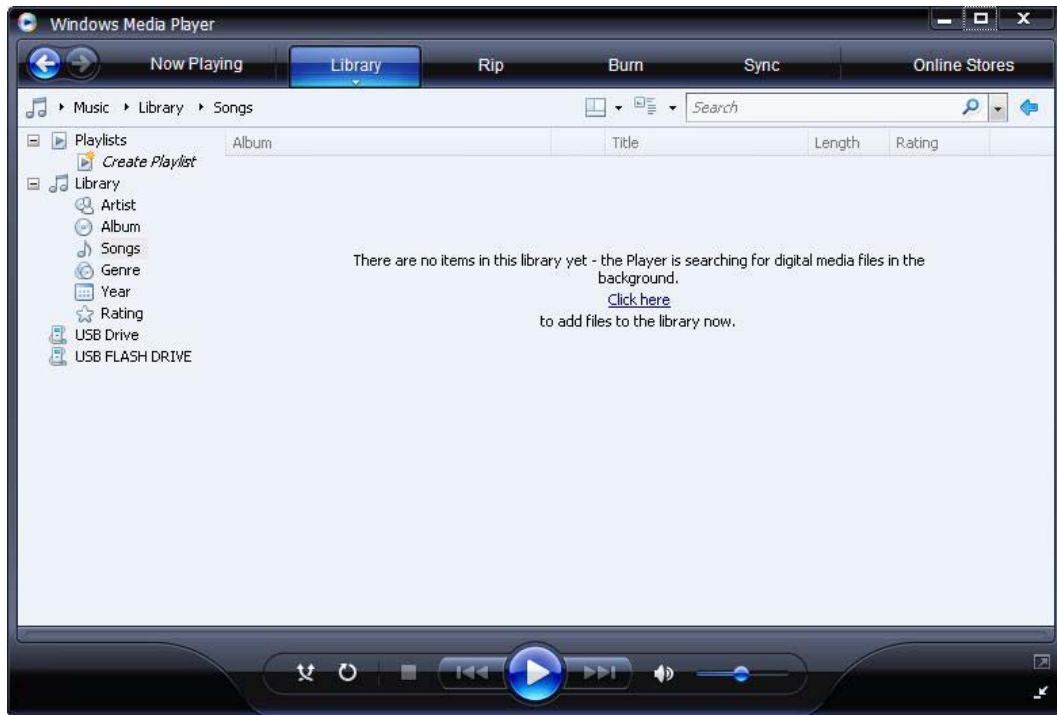 Windows Media Player
Now Playing Library Rip Burn Sync Online Stores
Music Library Songs Search
Playlists
Create Playlist
Library
Artist
Album
Songs
Genre
Year
Rating
USB Drive
USB FLASH DRIVE
Album Title Length Rating
There are no items in this library yet - the Player is searching for digital media files in the
background.
Click here
to add files to the library now.